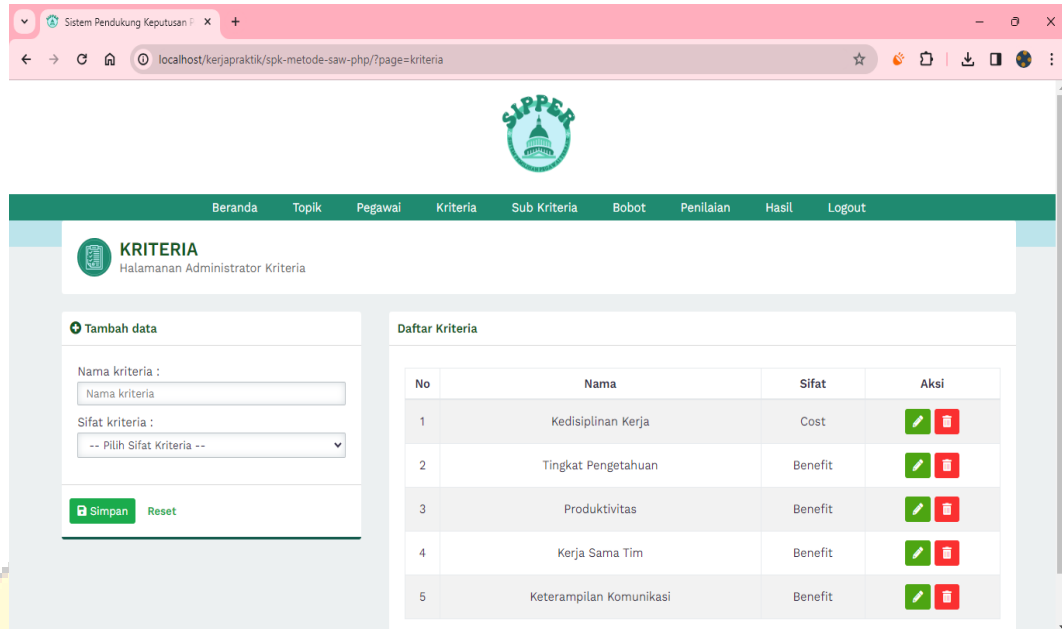 Sistem Pendukung Keputusan P
localhost/kerjapraktik/spk-metode-saw-php/?page=kriteria
SIPPER
Beranda Topik Pegawai Kriteria Sub Kriteria Bobot Penilaian Hasil Logout
KRITERIA
Halamanan Administrator Kriteria
Tambah data
Nama kriteria :
Nama kriteria
Sifat kriteria :
-- Pilih Sifat Kriteria --
Simpan Reset
Daftar Kriteria
No Nama Sifat Aksi
1 Kedisiplinan Kerja Cost
2 Tingkat Pengetahuan Benefit
3 Produktivitas Benefit
4 Kerja Sama Tim Benefit
5 Keterampilan Komunikasi Benefit